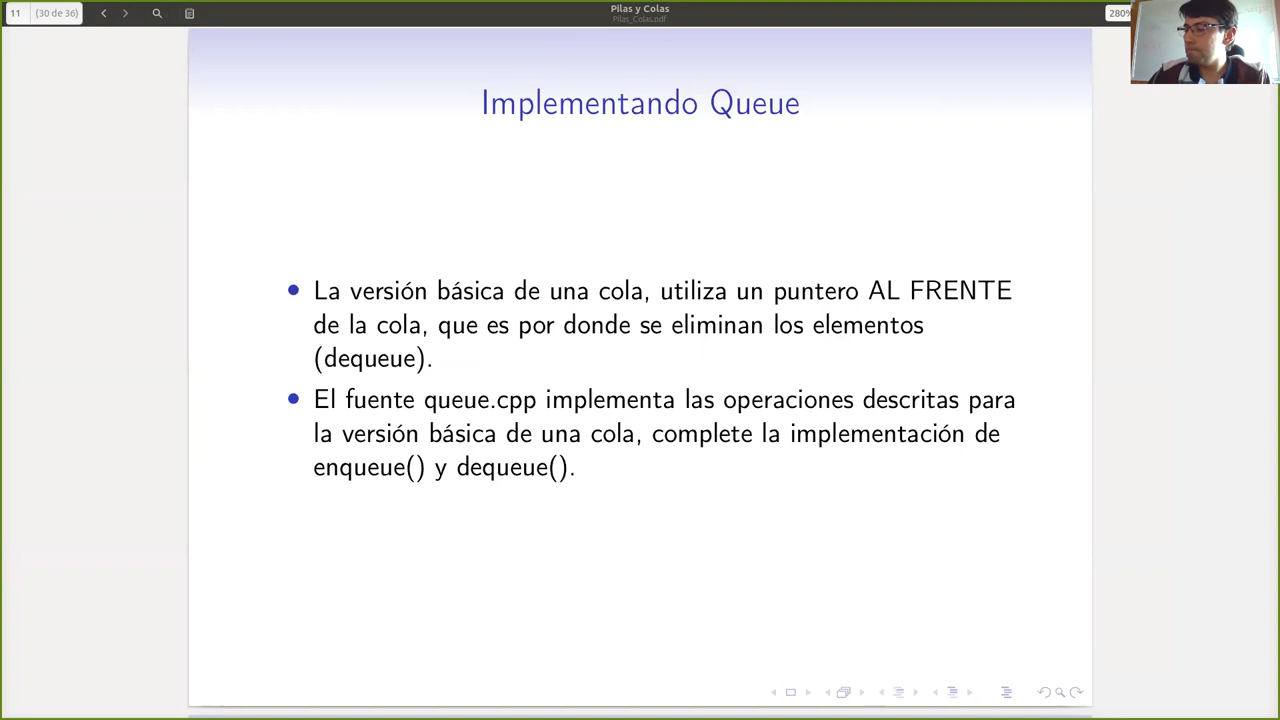 11 (30 de 36)
Pilas y Colas
Pilas_Colas.pdf
280%
Implementando Queue
La versión básica de una cola, utiliza un puntero AL FRENTE
de la cola, que es por donde se eliminan los elementos
(dequeue).
El fuente queue.cpp implementa las operaciones descritas para
la versión básica de una cola, complete la implementación de
enqueue() y dequeue().